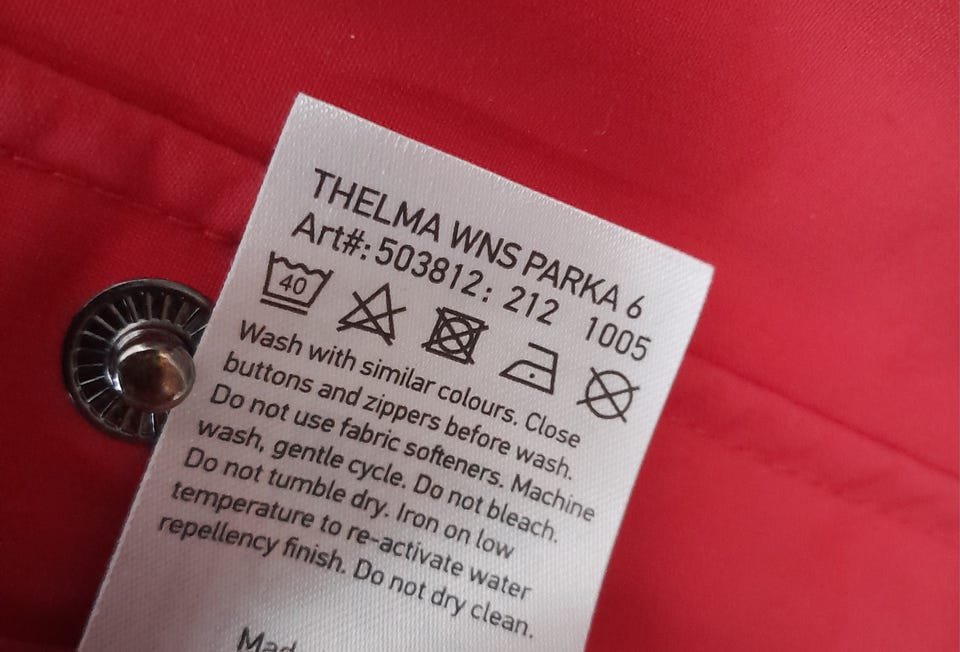 THELMA WNS PARKA 6
Art#: 503812: 212 1005
40
Wash with similar colours. Close
buttons and zippers before wash.
Do not use fabric softeners. Machine
wash, gentle cycle. Do not bleach.
Do not tumble dry. Iron on low
temperature to re-activate water
repellency finish. Do not dry clean.